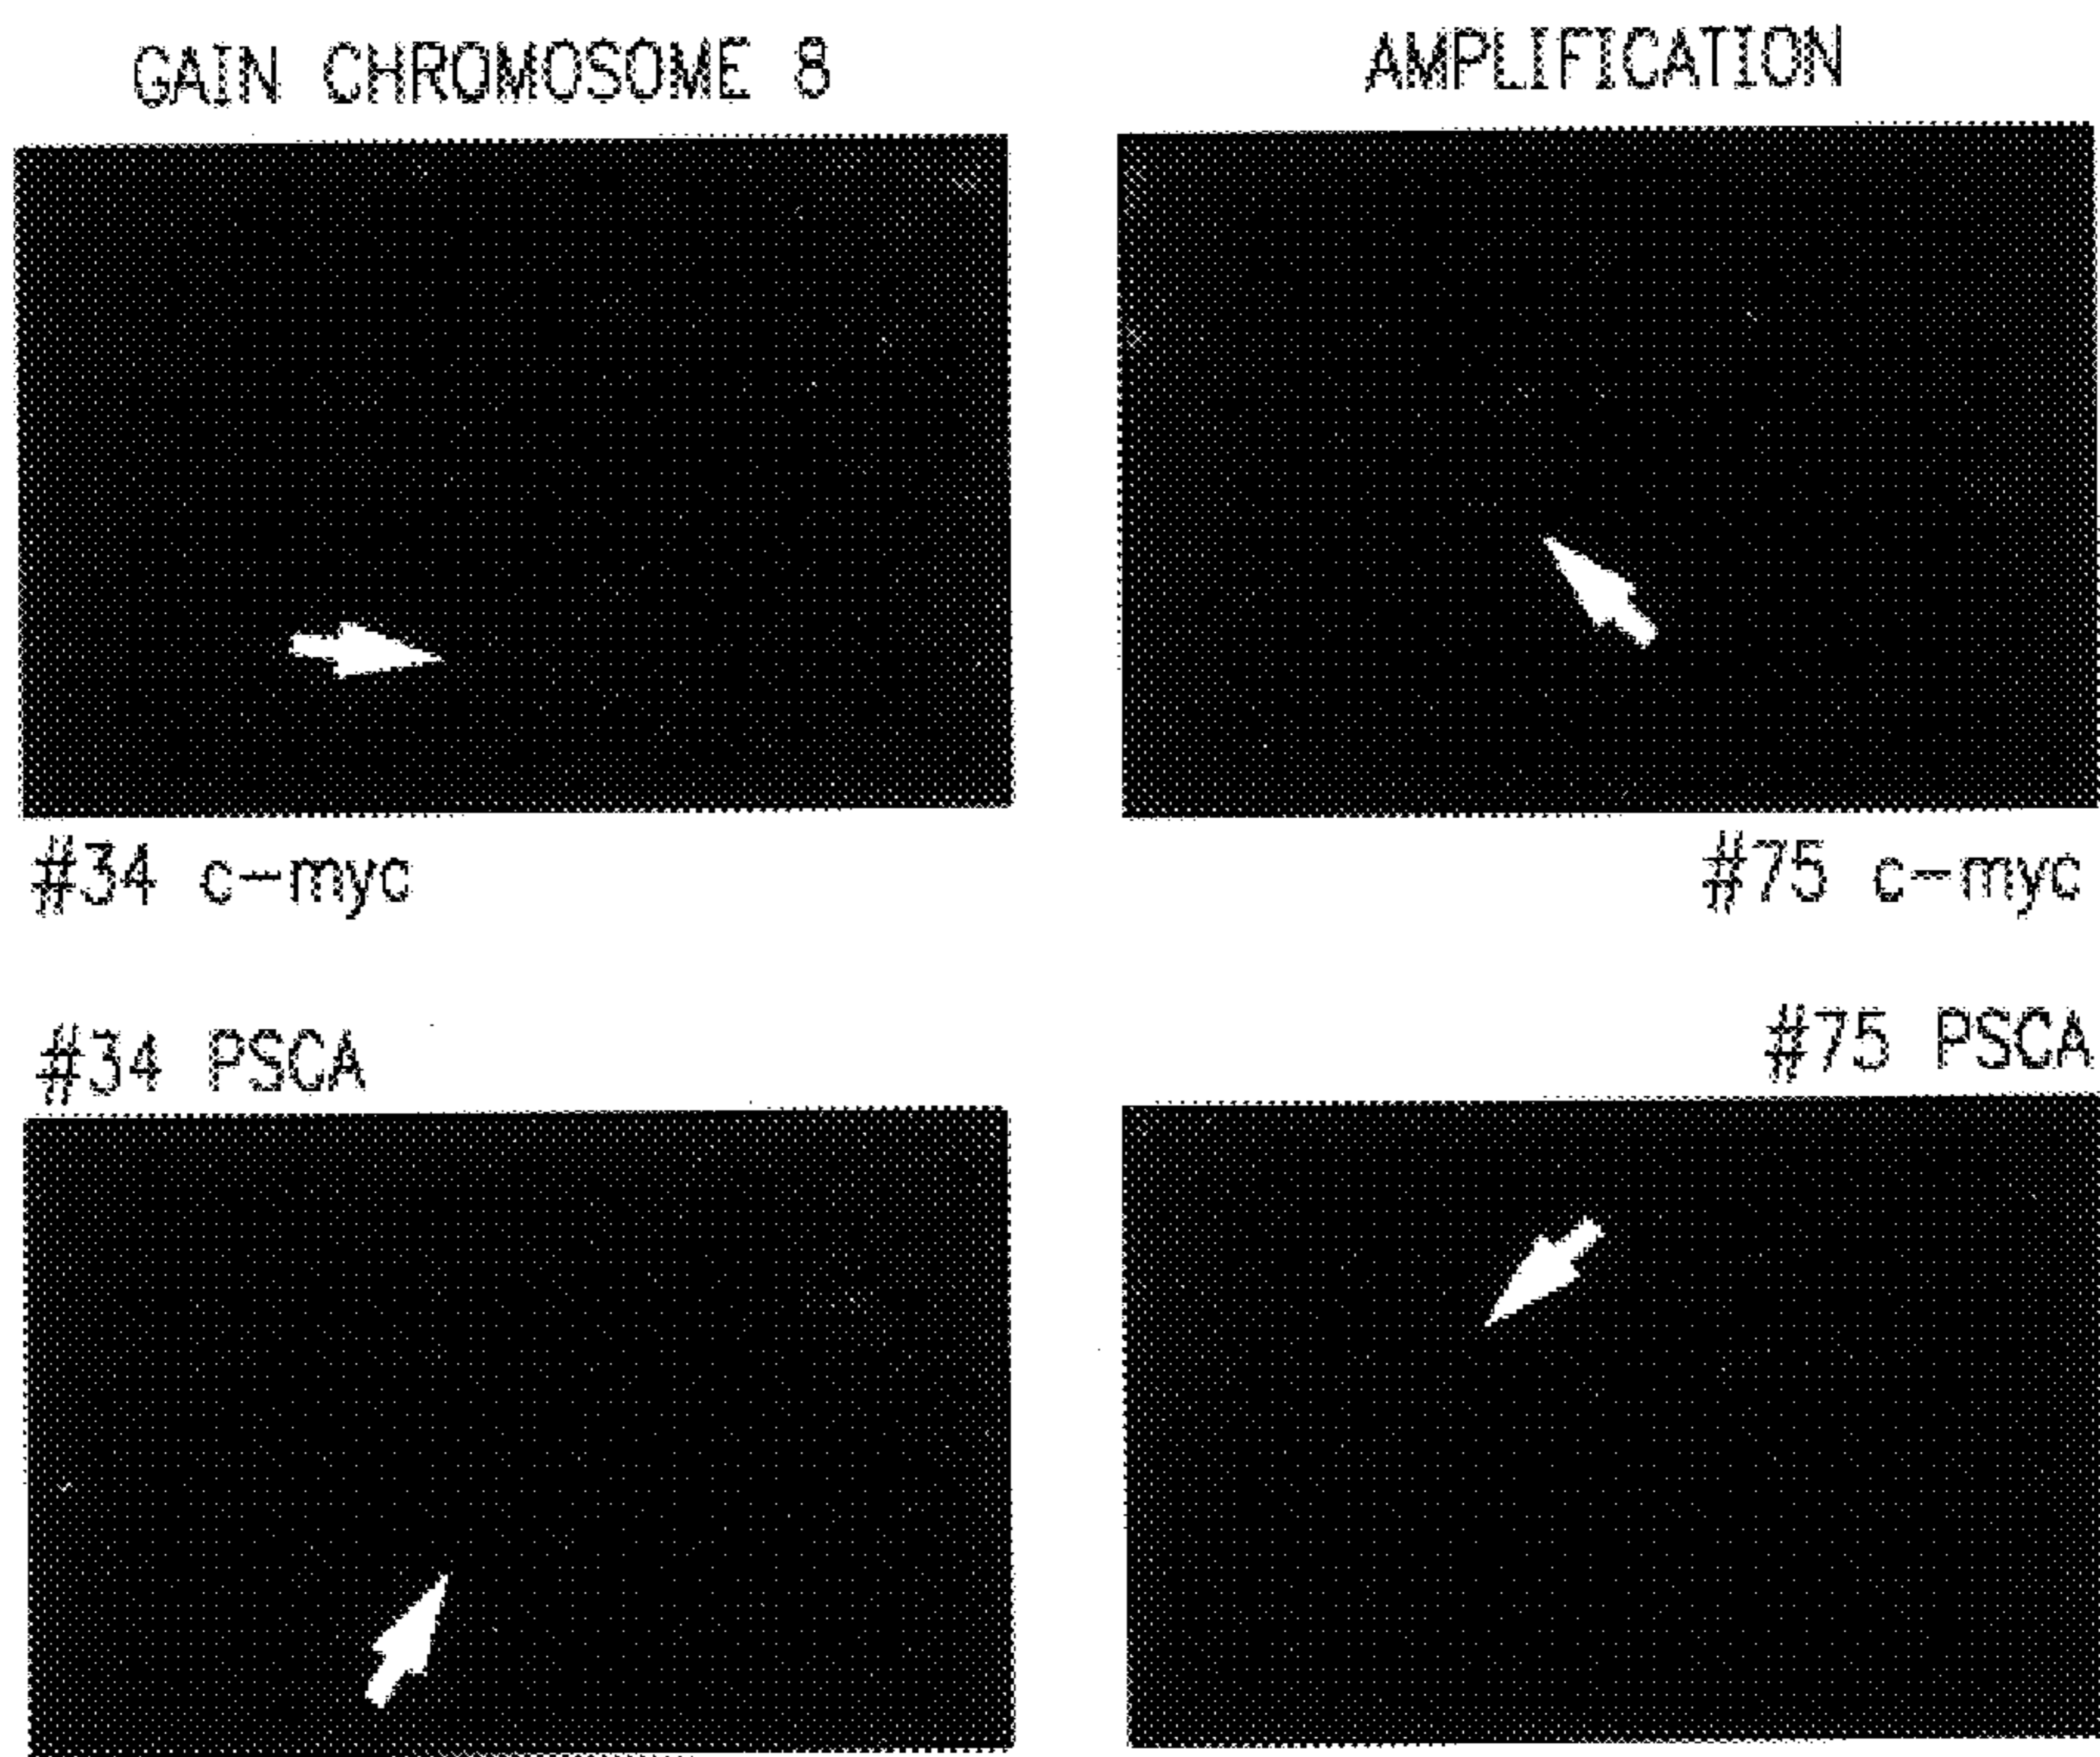 GAIN CHROMOSOME 8
AMPLIFICATION
#34 c-myc
#75 c-myc
#34 PSCA
#75 PSCA